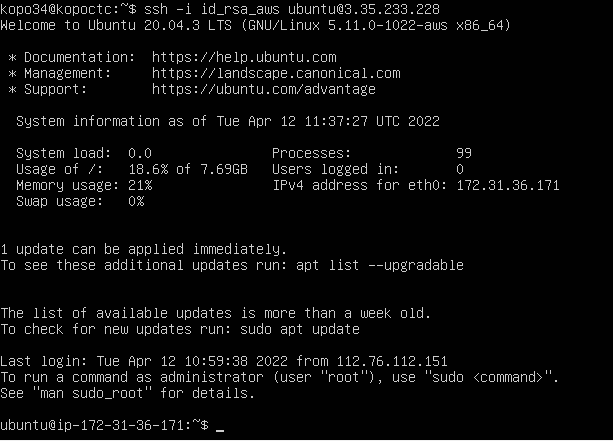 kopo34@kopoctc:~$ ssh -i id_rsa_aws ubuntu@3.35.233.228
Welcome to Ubuntu 20.04.3 LTS (GNU/Linux 5.11.0-1022-aws x86_64)
* Documentation:  https://help.ubuntu.com
* Management:     https://landscape.canonical.com
* Support:        https://ubuntu.com/advantage
System information as of Tue Apr 12 11:37:27 UTC 2022
System load:  0.0                Processes:             99
Usage of /:   18.6% of 7.69GB   Users logged in:       0
Memory usage: 21%                IPv4 address for eth0: 172.31.36.171
Swap usage:   0%
1 update can be applied immediately.
To see these additional updates run: apt list --upgradable
The list of available updates is more than a week old.
To check for new updates run: sudo apt update
Last login: Tue Apr 12 10:59:38 2022 from 112.76.112.151
To run a command as administrator (user "root"), use "sudo <command>".
See "man sudo_root" for details.
ubuntu@ip-172-31-36-171:~$ _